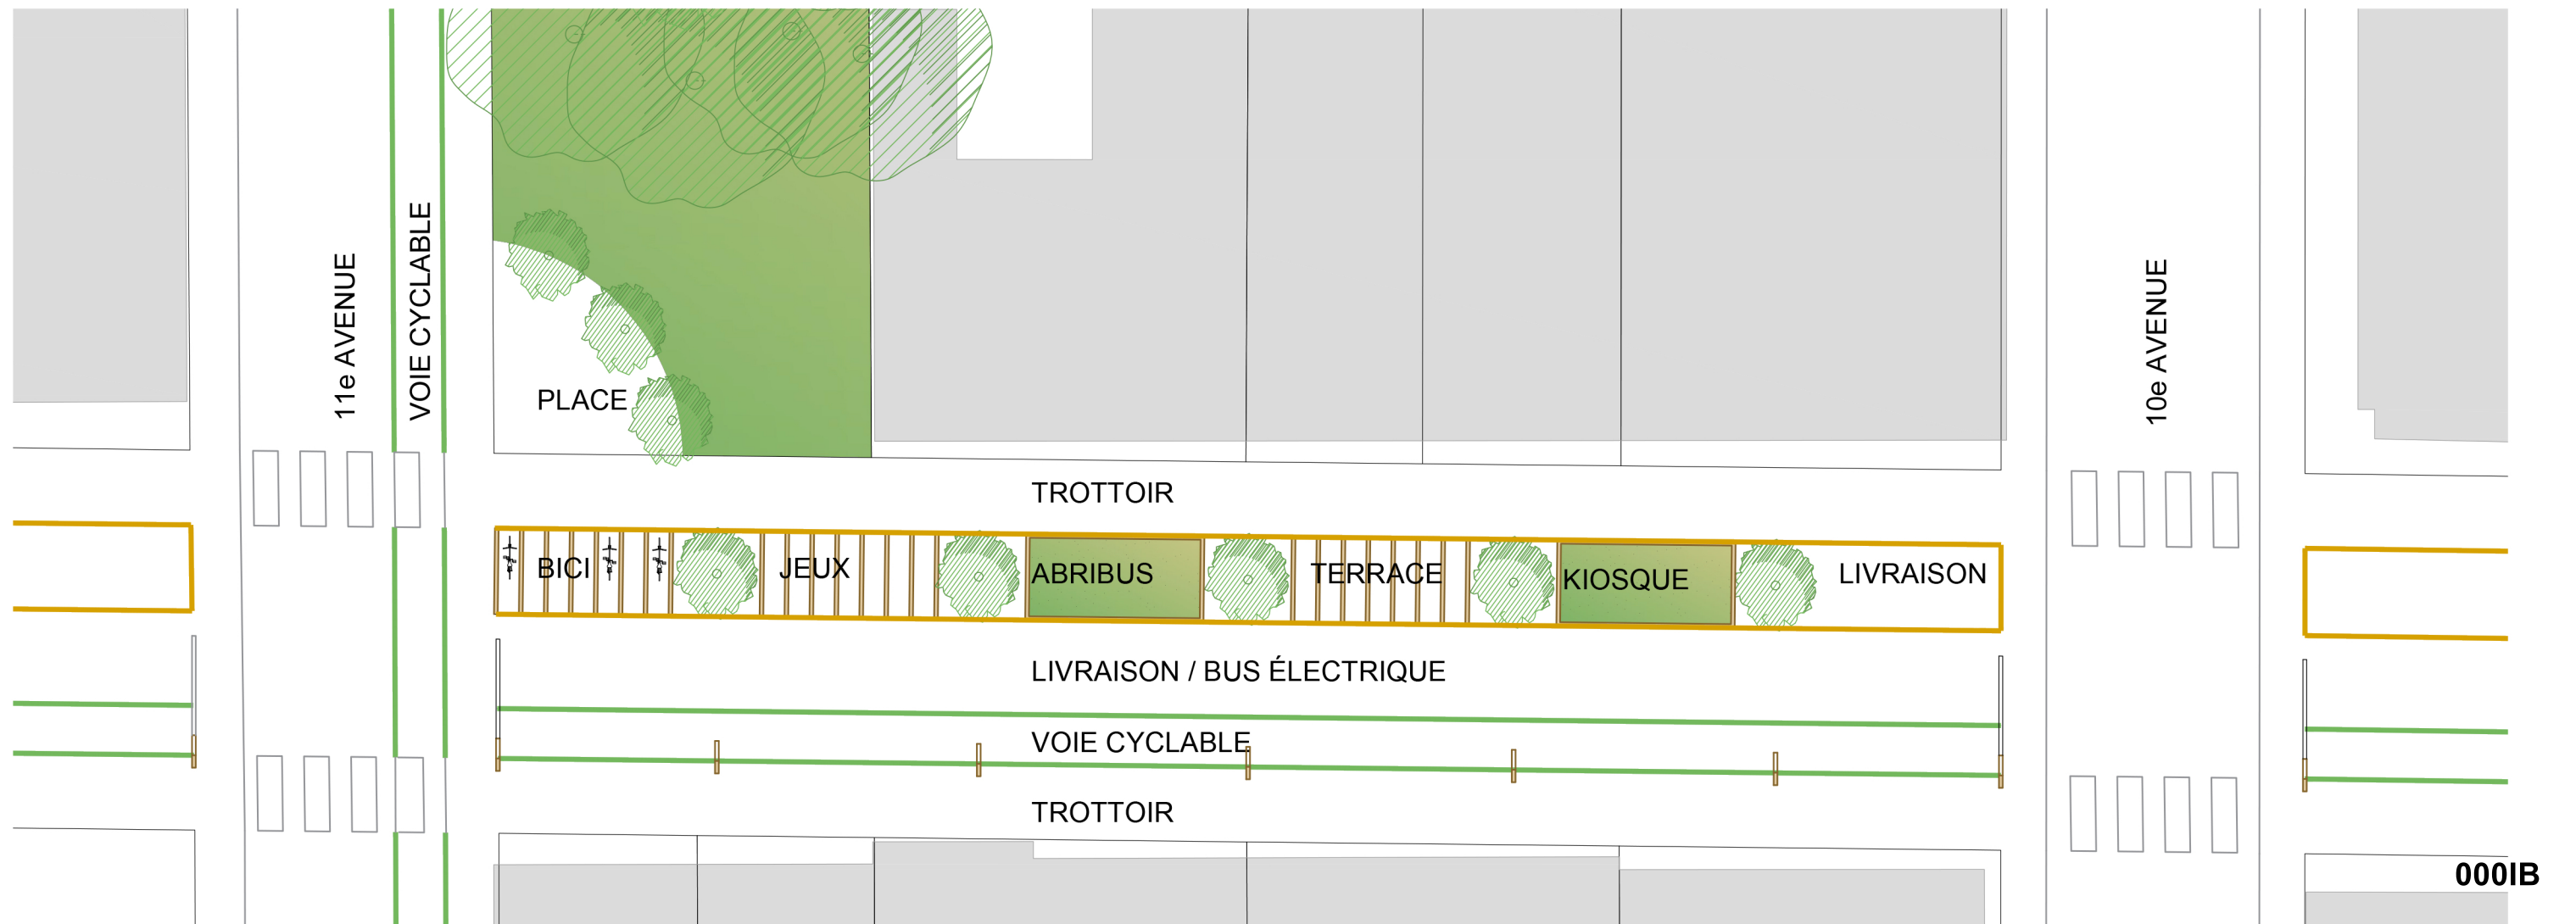 11e AVENUE
VOIE CYCLABLE
PLACE
10e AVENUE
TROTTOIR
BICI
JEUX
ABRIBUS
TERRACE
KIOSQUE
LIVRAISON
LIVRAISON / BUS ÉLECTRIQUE
VOIE CYCLABLE
TROTTOIR
000IB